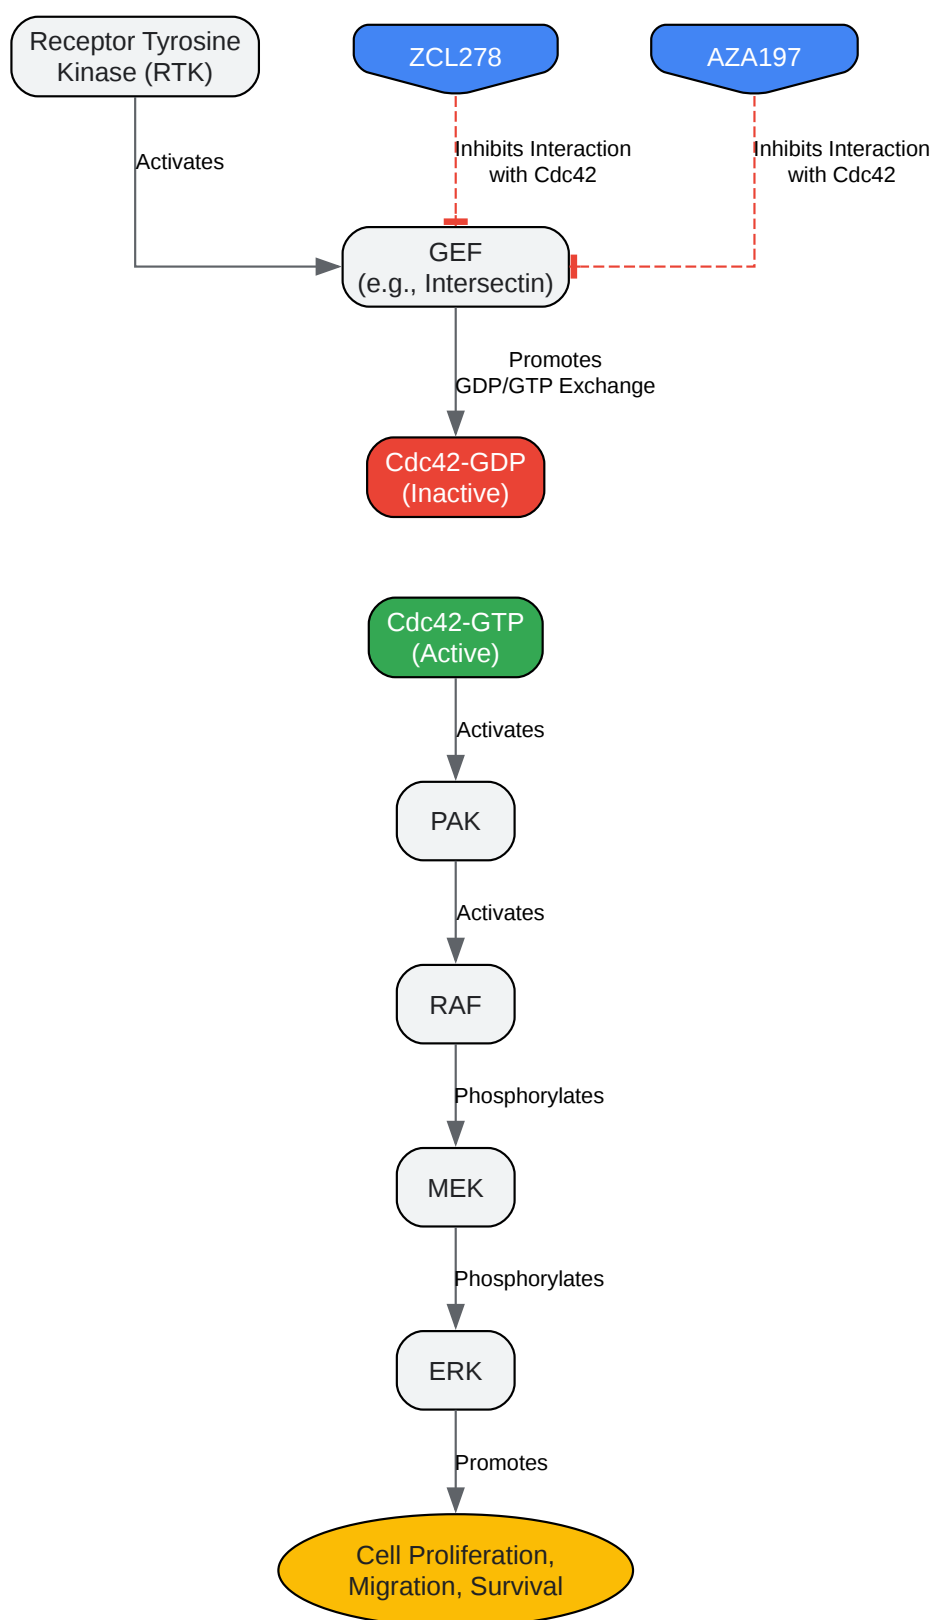 Receptor Tyrosine
Kinase (RTK)
ZCL278
AZA197
Activates
Inhibits Interaction
with Cdc42
Inhibits Interaction
with Cdc42
GEF
(e.g., Intersectin)
Promotes
GDP/GTP Exchange
Cdc42-GDP
(Inactive)
Cdc42-GTP
(Active)
Activates
PAK
Activates
RAF
Phosphorylates
MEK
Phosphorylates
ERK
Promotes
Cell Proliferation,
Migration, Survival